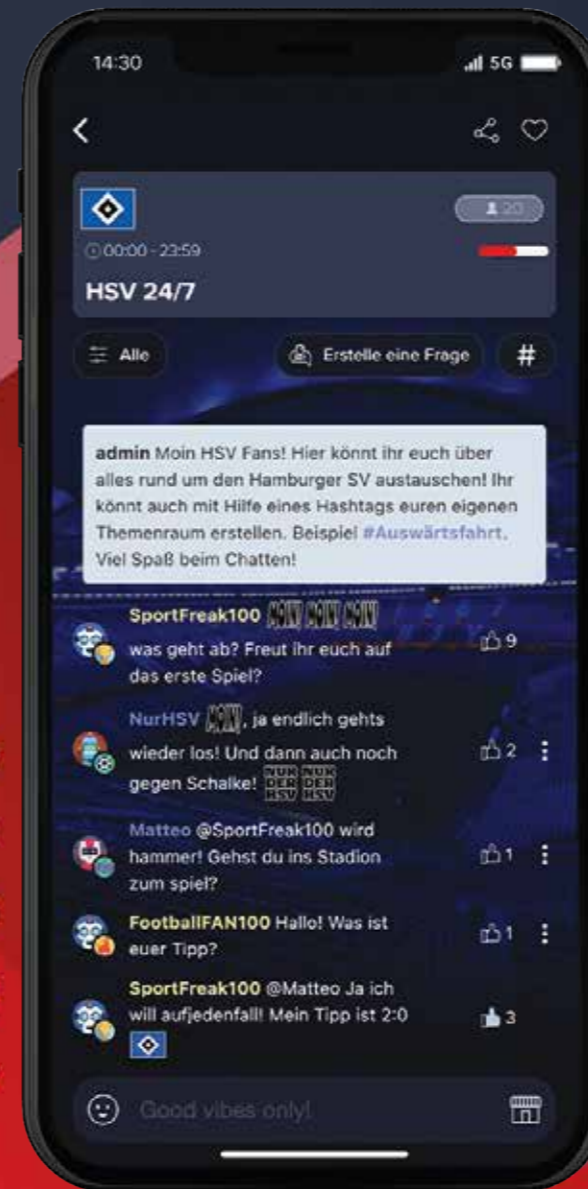 14:30
5G
20
00:00 - 23:59
HSV 24/7
Alle
Erstelle eine Frage
#
admin Moin HSV Fans! Hier könnt ihr euch über
alles rund um den Hamburger SV austauschen! Ihr
könnt auch mit Hilfe eines Hashtags euren eigenen
Themenraum erstellen. Beispiel #Auswärtsfahrt.
Viel Spaß beim Chatten!
SportFreak100 MOIN MOIN MOIN
was geht ab? Freut ihr euch auf
das erste Spiel?
9
NurHSV MOIN, ja endlich gehts
wieder los! Und dann auch noch
gegen Schalke! NUR DER HSV NUR DER HSV
2
Matteo @SportFreak100 wird
hammer! Gehst du ins Stadion
zum spiel?
1
FootballFAN100 Hallo! Was ist
euer Tipp?
1
SportFreak100 @Matteo Ja ich
will aufjedenfall! Mein Tipp ist 2:0
3
Good vibes only!